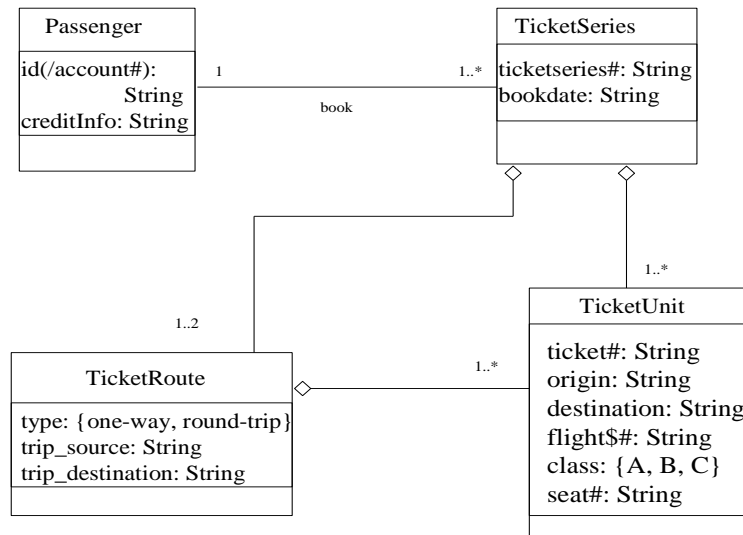 Passenger
id(/account#):
String
creditInfo: String
1
1..*
book
TicketSeries
ticketseries#: String
bookdate: String
1..2
1..*
TicketRoute
type: {one-way, round-trip}
trip_source: String
trip_destination: String
1..*
TicketUnit
ticket#: String
origin: String
destination: String
flight$#: String
class: {A, B, C}
seat#: String